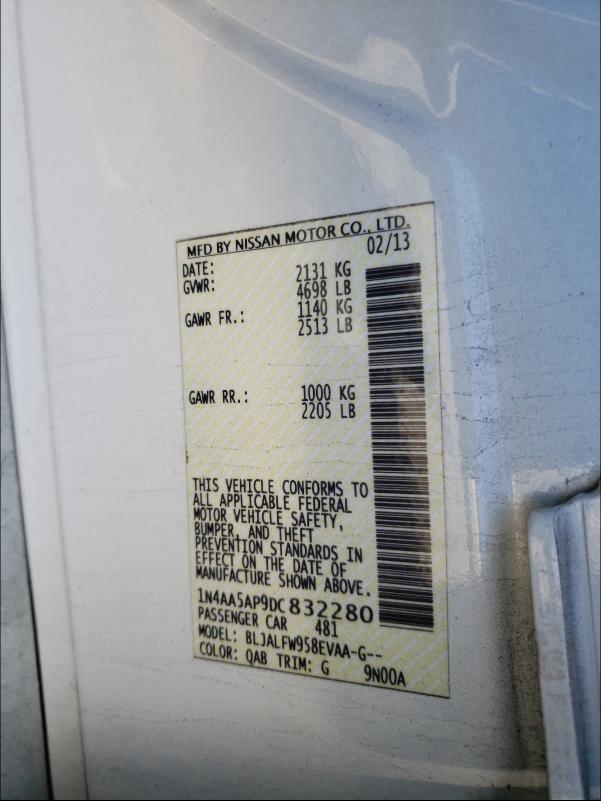 MFD BY NISSAN MOTOR CO., LTD.
DATE: 02/13
GVWR: 2131 KG
4698 LB
GAWR FR.: 1140 KG
2513 LB
GAWR RR.: 1000 KG
2205 LB
THIS VEHICLE CONFORMS TO
ALL APPLICABLE FEDERAL
MOTOR VEHICLE SAFETY,
BUMPER, AND THEFT
PREVENTION STANDARDS IN
EFFECT ON THE DATE OF
MANUFACTURE SHOWN ABOVE.
1N4AA5AP9DC832280
PASSENGER CAR 481
MODEL: BLJALFW958EVAA-G--
COLOR: QAB TRIM: G 9N00A